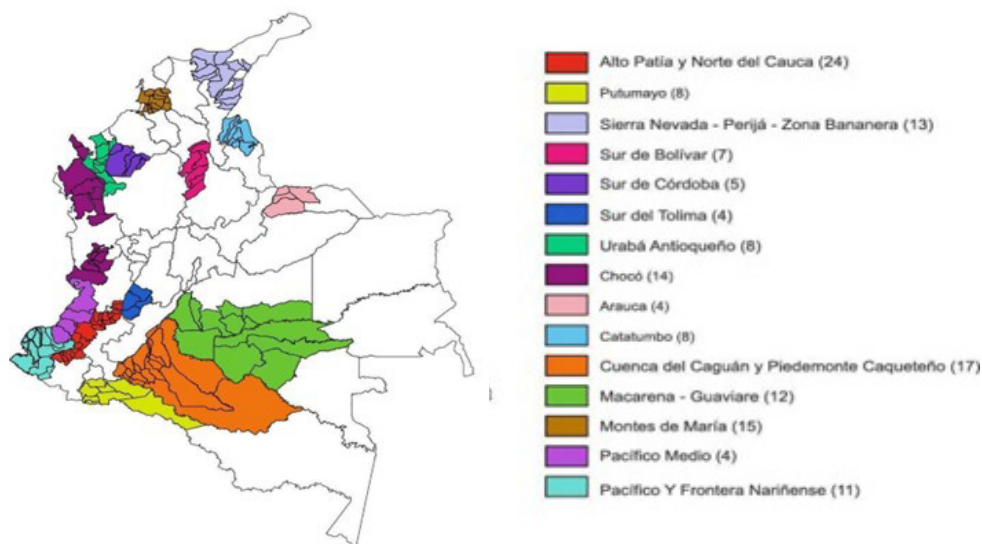 Alto Patía y Norte del Cauca (24)
Putumayo (8)
Sierra Nevada - Perijá - Zona Bananera (13)
Sur de Bolívar (7)
Sur de Córdoba (5)
Sur del Tolima (4)
Urabá Antioqueño (8)
Chocó (14)
Arauca (4)
Catatumbo (8)
Cuenca del Caguán y Piedemonte Caqueteño (17)
Macarena - Guaviare (12)
Montes de María (15)
Pacífico Medio (4)
Pacífico Y Frontera Nariñense (11)